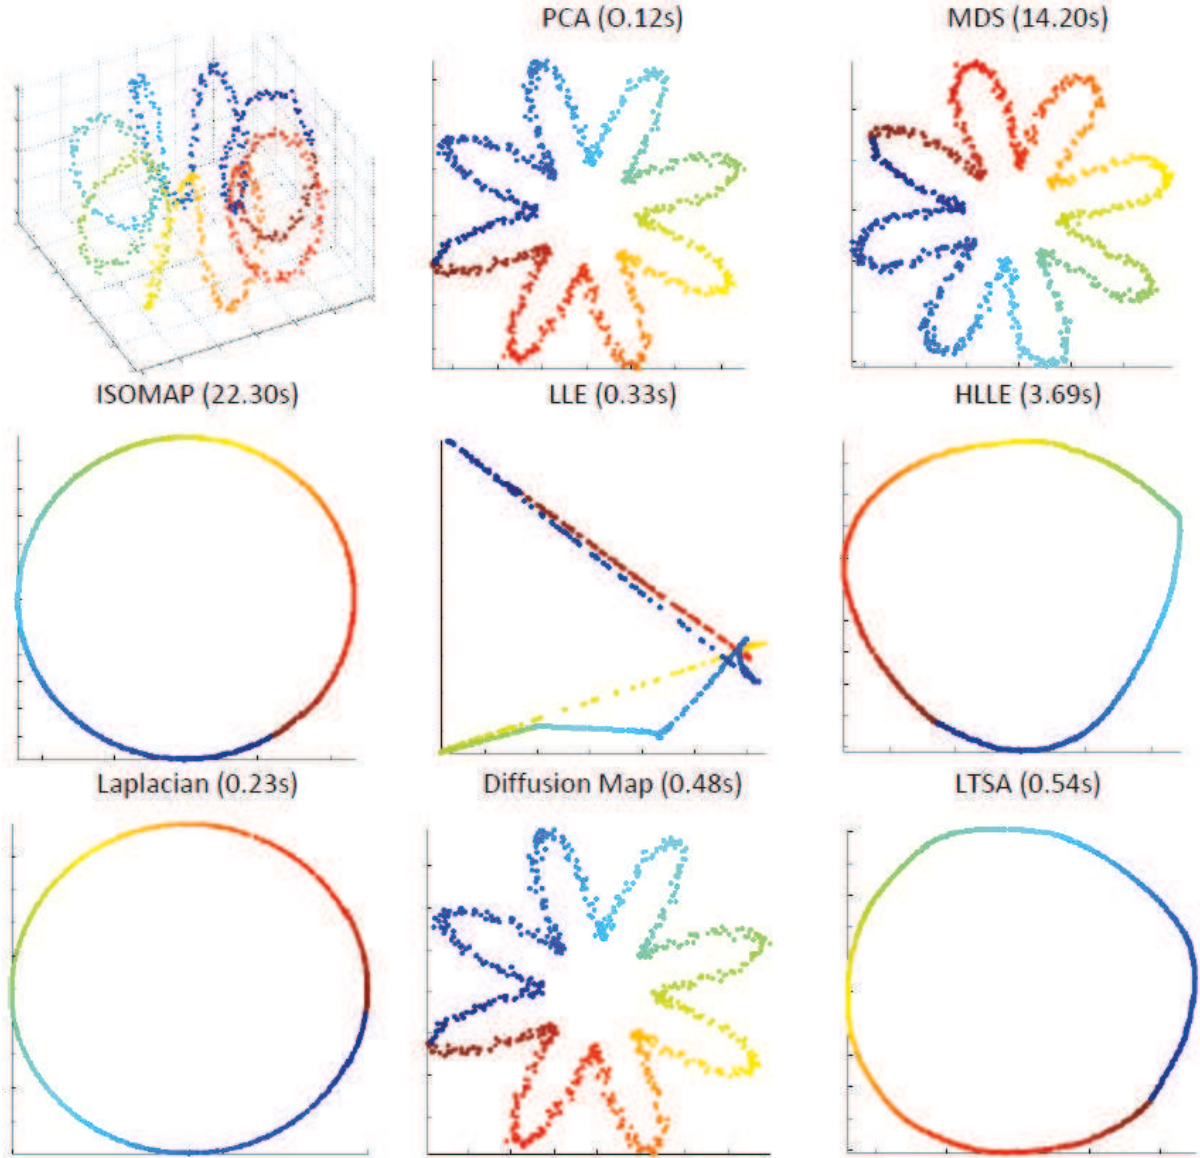 PCA (0.12s)
MDS (14.20s)
ISOMAP (22.30s)
LLE (0.33s)
HLLE (3.69s)
Laplacian (0.23s)
Diffusion Map (0.48s)
LTSA (0.54s)